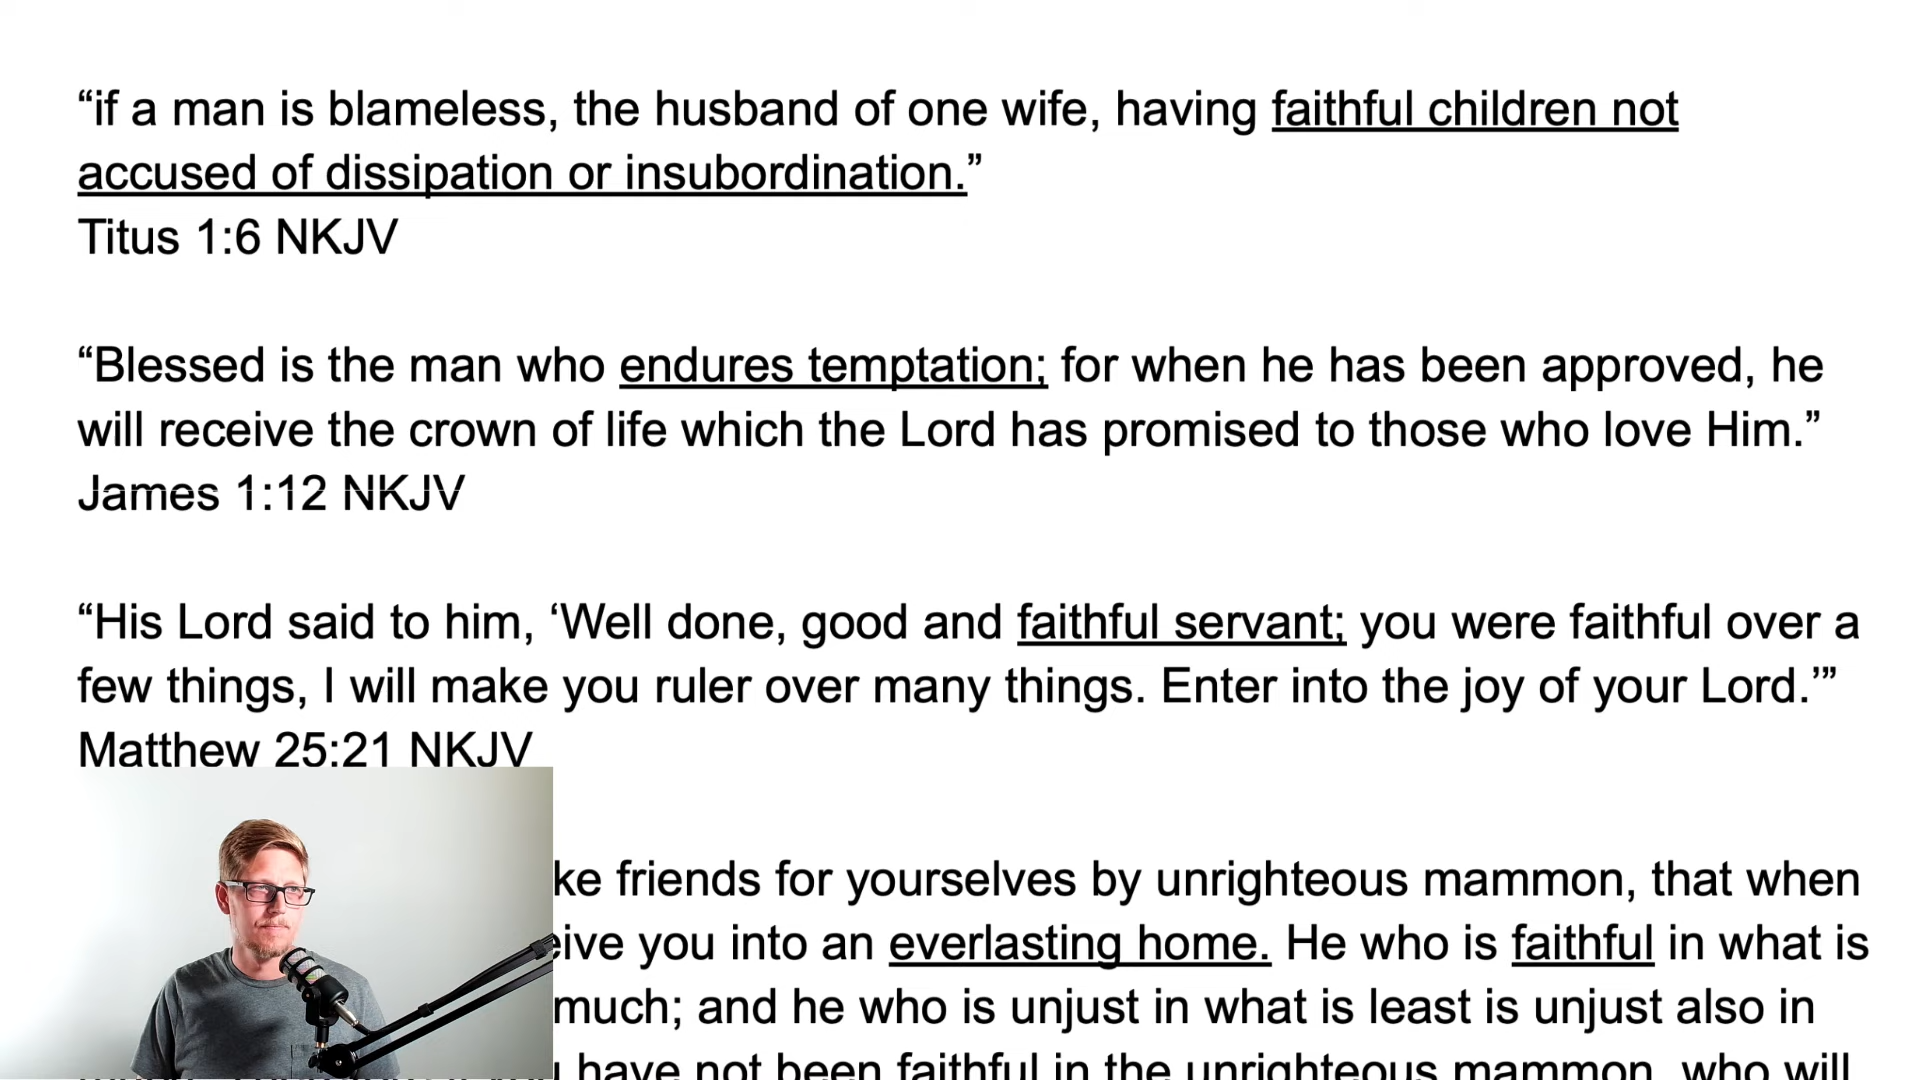 “if a man is blameless, the husband of one wife, having faithful children not
accused of dissipation or insubordination.”
Titus 1:6 NKJV
“Blessed is the man who endures temptation; for when he has been approved, he
will receive the crown of life which the Lord has promised to those who love Him.”
James 1:12 NKJV
“His Lord said to him, ‘Well done, good and faithful servant; you were faithful over a
few things, I will make you ruler over many things. Enter into the joy of your Lord.’”
Matthew 25:21 NKJV
ke friends for yourselves by unrighteous mammon, that when
eive you into an everlasting home. He who is faithful in what is
much; and he who is unjust in what is least is unjust also in
have not been faithful in the unrighteous mammon, who will